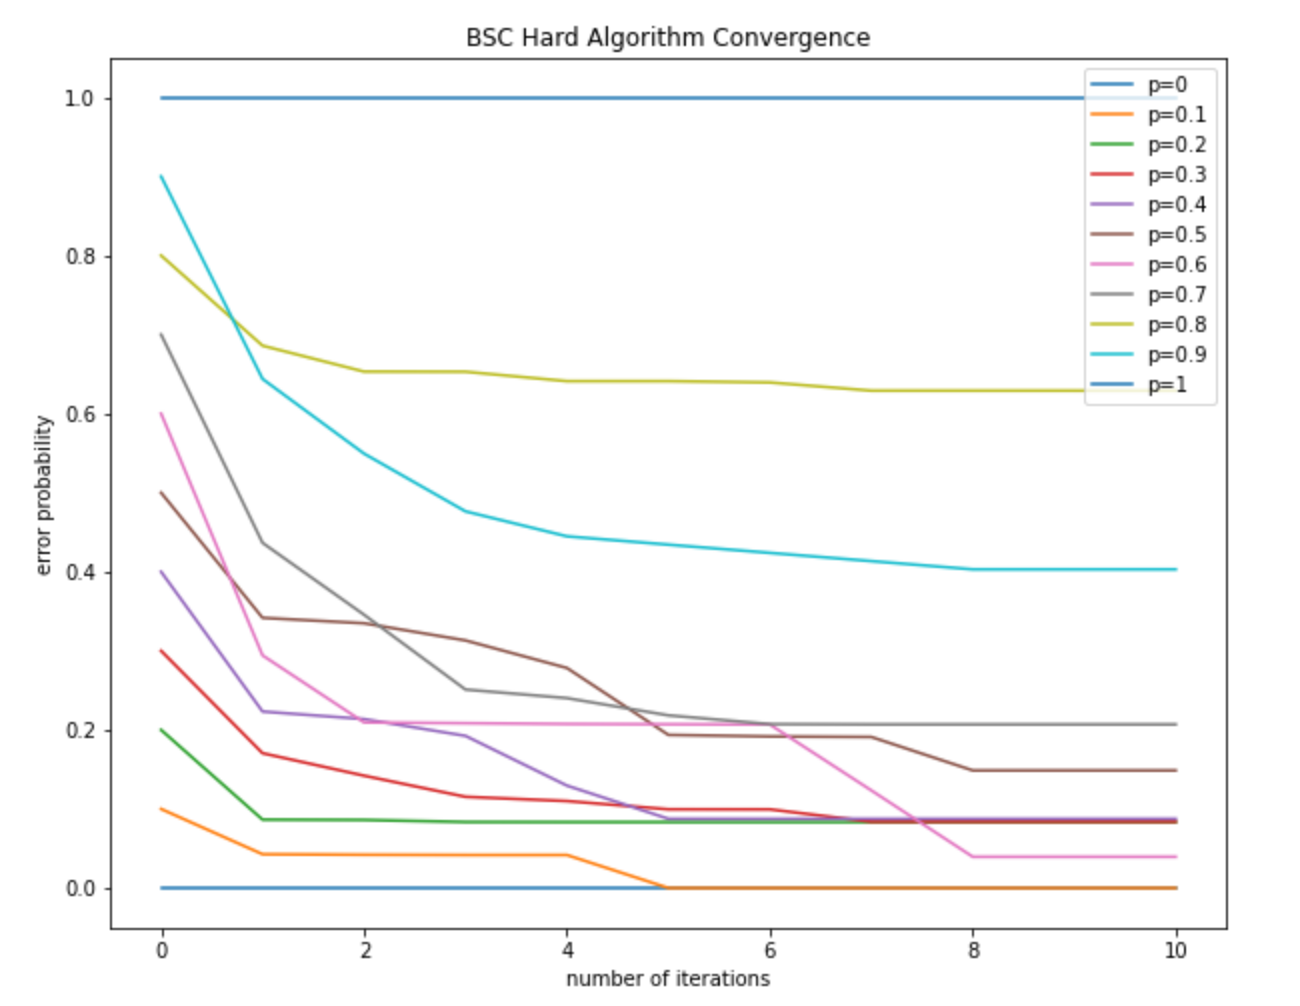 BSC Hard Algorithm Convergence
1.0
0.8
0.6
0.4
0.2
0.0
error probability
0 2 4 6 8 10
number of iterations
p=0
p=0.1
p=0.2
p=0.3
p=0.4
p=0.5
p=0.6
p=0.7
p=0.8
p=0.9
p=1